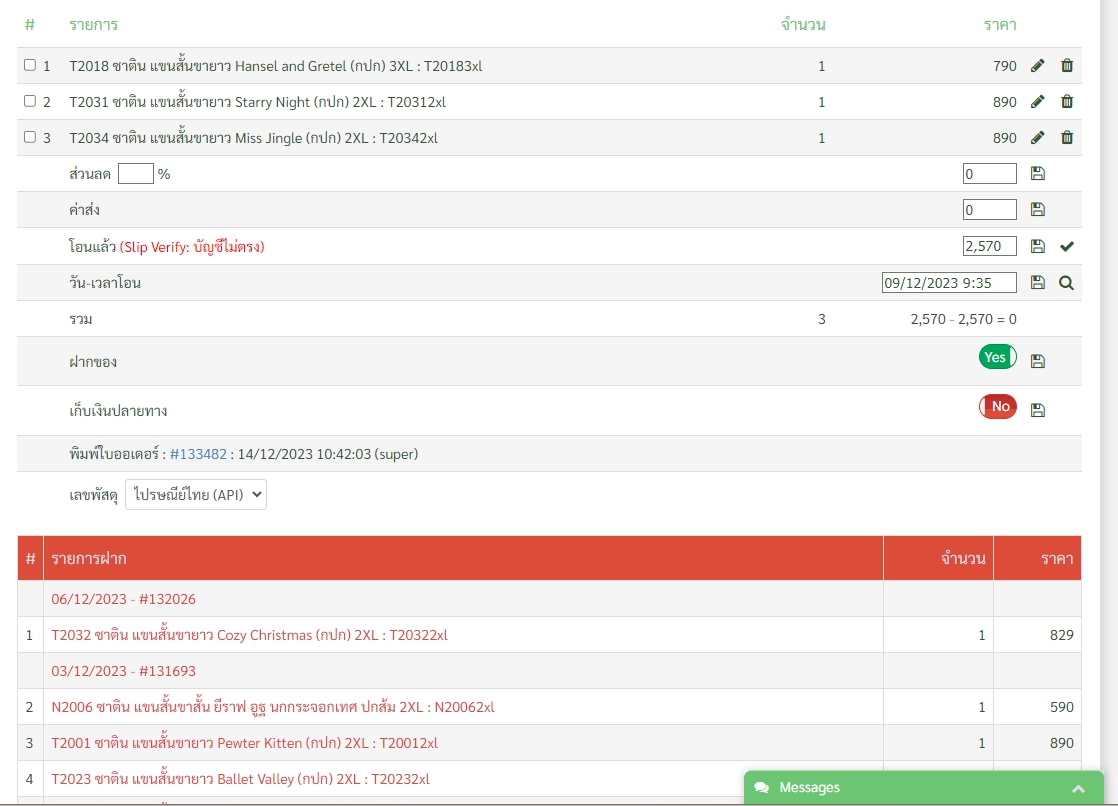 # รายการ จำนวน ราคา
1 T2018 ซาติน แขนสั้นขายาว Hansel and Gretel (กปก) 3XL : T20183xl 1 790
2 T2031 ซาติน แขนสั้นขายาว Starry Night (กปก) 2XL : T20312xl 1 890
3 T2034 ซาติน แขนสั้นขายาว Miss Jingle (กปก) 2XL : T20342xl 1 890
ส่วนลด % 0
ค่าส่ง 0
โอนแล้ว (Slip Verify: บัญชีไม่ตรง) 2,570
วัน-เวลาโอน 09/12/2023 9:35
รวม 3 2,570 - 2,570 = 0
ฝากของ Yes
เก็บเงินปลายทาง No
พิมพ์ใบออเดอร์ : #133482 : 14/12/2023 10:42:03 (super)
เลขพัสดุ ไปรษณีย์ไทย (API)
# รายการฝาก จำนวน ราคา
06/12/2023 - #132026
1 T2032 ซาติน แขนสั้นขายาว Cozy Christmas (กปก) 2XL : T20322xl 1 829
03/12/2023 - #131693
2 N2006 ซาติน แขนสั้นขาสั้น ยีราฟ อูฐ นกกระจอกเทศ ปกส้ม 2XL : N20062xl 1 590
3 T2001 ซาติน แขนสั้นขายาว Pewter Kitten (กปก) 2XL : T20012xl 1 890
4 T2023 ซาติน แขนสั้นขายาว Ballet Valley (กปก) 2XL : T20232xl
Messages